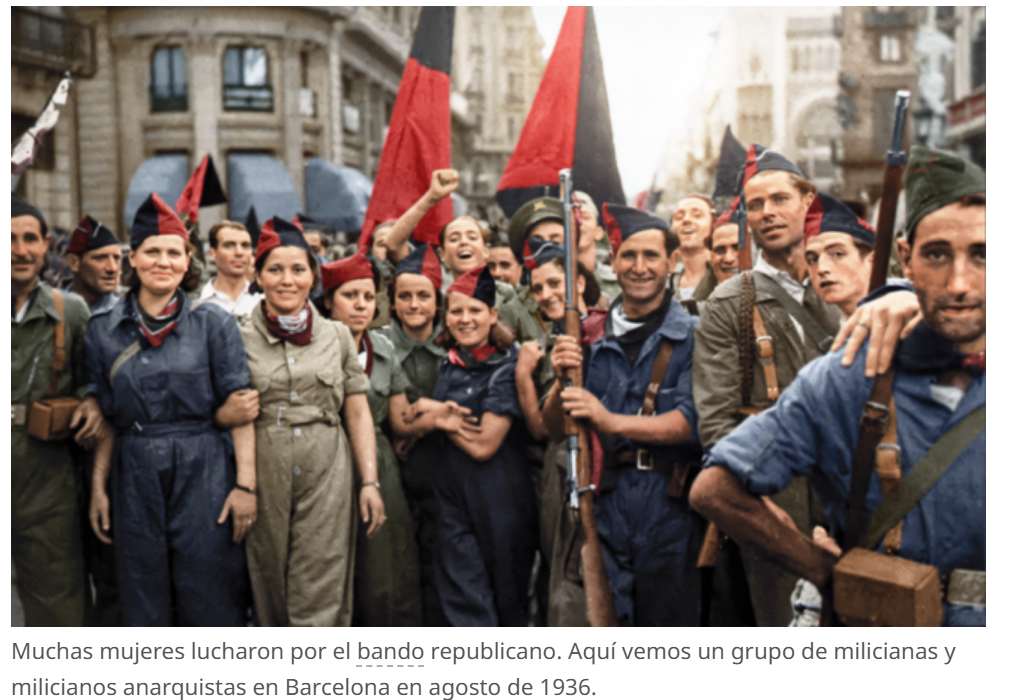 Muchas mujeres lucharon por el bando republicano. Aquí vemos un grupo de milicianas y
milicianos anarquistas en Barcelona en agosto de 1936.